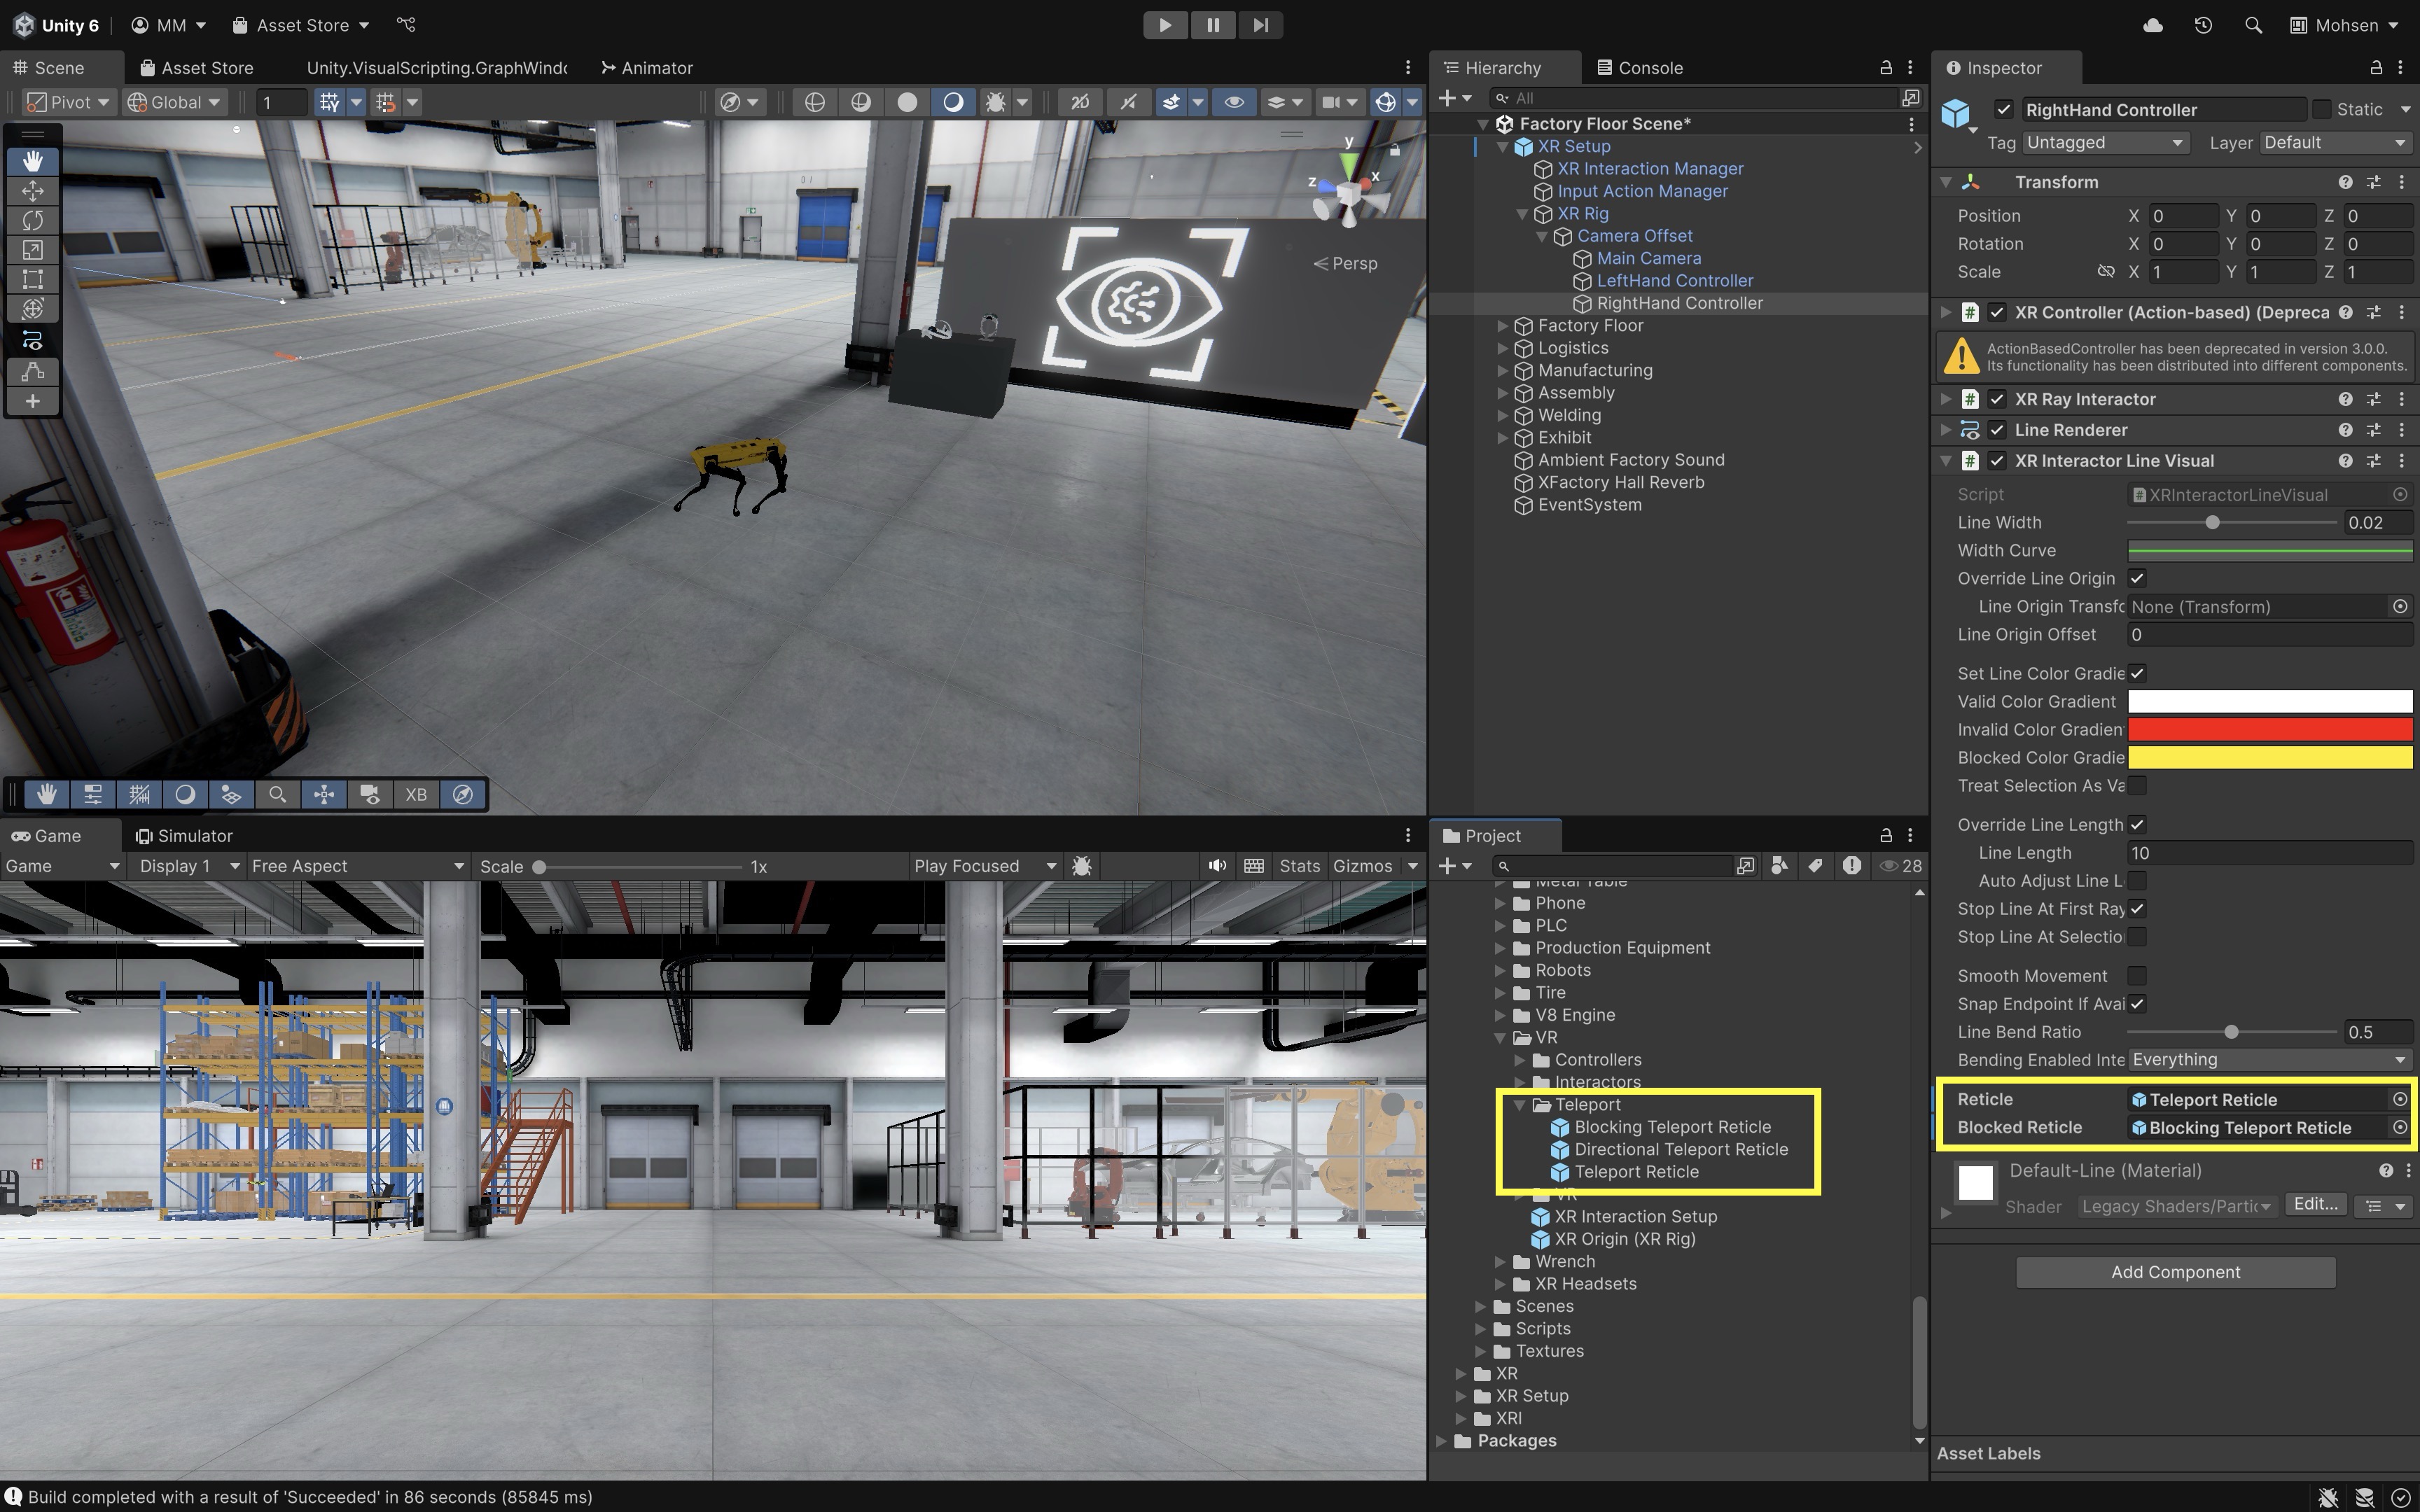 Unity 6
MM
Asset Store
Mohsen
Scene
Asset Store
Unity.VisualScripting.GraphWindo
Animator
Pivot
Global
1
2D
y
x
z
Persp
XB
Game
Simulator
Game
Display 1
Free Aspect
Scale
1x
Play Focused
Stats
Gizmos
Hierarchy
Console
All
Factory Floor Scene*
XR Setup
XR Interaction Manager
Input Action Manager
XR Rig
Camera Offset
Main Camera
LeftHand Controller
RightHand Controller
Factory Floor
Logistics
Manufacturing
Assembly
Welding
Exhibit
Ambient Factory Sound
XFactory Hall Reverb
EventSystem
Project
28
Metal Table
Phone
PLC
Production Equipment
Robots
Tire
V8 Engine
VR
Controllers
Interactors
Teleport
Blocking Teleport Reticle
Directional Teleport Reticle
Teleport Reticle
VR
XR Interaction Setup
XR Origin (XR Rig)
Wrench
XR Headsets
Scenes
Scripts
Textures
XR
XR Setup
XRI
Packages
Inspector
RightHand Controller
Static
Tag Untagged Layer Default
Transform
Position X 0 Y 0 Z 0
Rotation X 0 Y 0 Z 0
Scale X 1 Y 1 Z 1
XR Controller (Action-based) (Depreca
ActionBasedController has been deprecated in version 3.0.0.
Its functionality has been distributed into different components.
XR Ray Interactor
Line Renderer
XR Interactor Line Visual
Script XRInteractorLineVisual
Line Width 0.02
Width Curve
Override Line Origin
Line Origin Transfo None (Transform)
Line Origin Offset 0
Set Line Color Gradie
Valid Color Gradient
Invalid Color Gradien
Blocked Color Gradie
Treat Selection As Va
Override Line Length
Line Length 10
Auto Adjust Line L
Stop Line At First Ray
Stop Line At Selectio
Smooth Movement
Snap Endpoint If Avai
Line Bend Ratio 0.5
Bending Enabled Inte Everything
Reticle Teleport Reticle
Blocked Reticle Blocking Teleport Reticle
Default-Line (Material)
Shader Legacy Shaders/Partic Edit...
Add Component
Asset Labels
Build completed with a result of 'Succeeded' in 86 seconds (85845 ms)